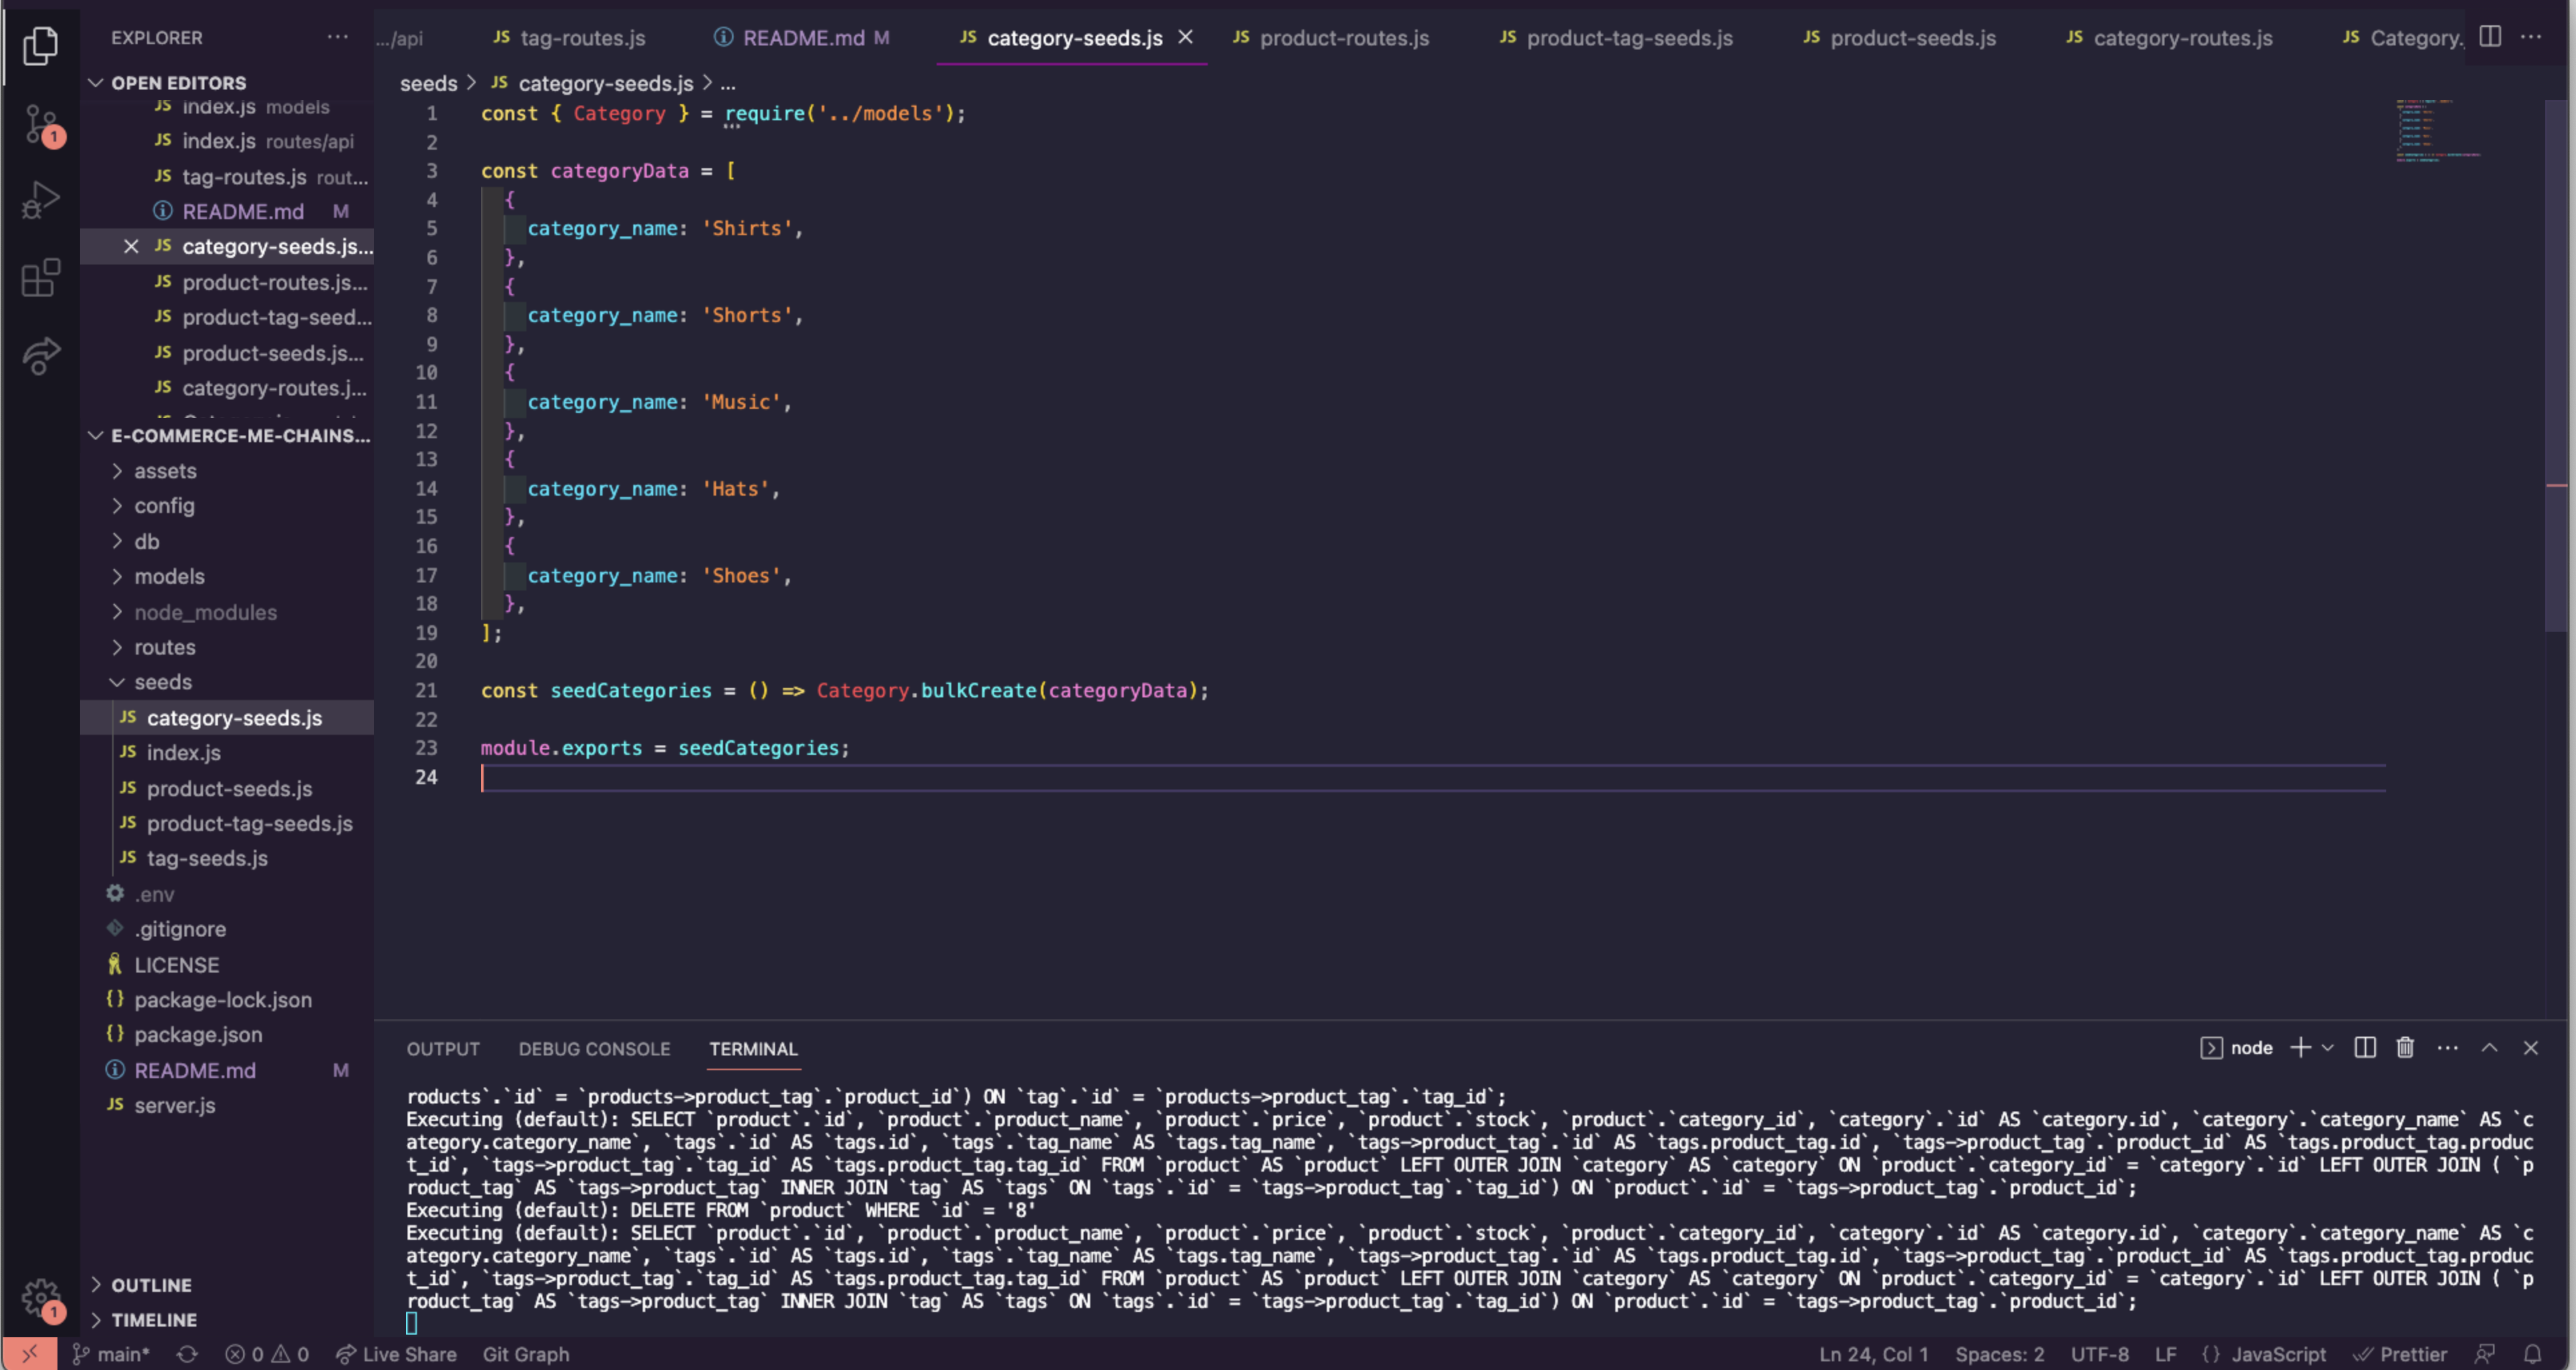 EXPLORER
OPEN EDITORS
JS index.js models
JS index.js routes/api
JS tag-routes.js rout...
README.md M
JS category-seeds.js...
JS product-routes.js...
JS product-tag-seed...
JS product-seeds.js...
JS category-routes.j...
E-COMMERCE-ME-CHAINS...
assets
config
db
models
node_modules
routes
seeds
JS category-seeds.js
JS index.js
JS product-seeds.js
JS product-tag-seeds.js
JS tag-seeds.js
.env
.gitignore
LICENSE
{} package-lock.json
{} package.json
README.md M
JS server.js
OUTLINE
TIMELINE
1
1
.../api JS tag-routes.js README.md M JS category-seeds.js JS product-routes.js JS product-tag-seeds.js JS product-seeds.js JS category-routes.js JS Category.
seeds > JS category-seeds.js > ...
1 const { Category } = require('../models');
2
3 const categoryData = [
4 {
5 category_name: 'Shirts',
6 },
7 {
8 category_name: 'Shorts',
9 },
10 {
11 category_name: 'Music',
12 },
13 {
14 category_name: 'Hats',
15 },
16 {
17 category_name: 'Shoes',
18 },
19 ];
20
21 const seedCategories = () => Category.bulkCreate(categoryData);
22
23 module.exports = seedCategories;
24
OUTPUT DEBUG CONSOLE TERMINAL node
roducts`.`id` = `products->product_tag`.`product_id`) ON `tag`.`id` = `products->product_tag`.`tag_id`;
Executing (default): SELECT `product`.`id`, `product`.`product_name`, `product`.`price`, `product`.`stock`, `product`.`category_id`, `category`.`id` AS `category.id`, `category`.`category_name` AS `c
ategory.category_name`, `tags`.`id` AS `tags.id`, `tags`.`tag_name` AS `tags.tag_name`, `tags->product_tag`.`id` AS `tags.product_tag.id`, `tags->product_tag`.`product_id` AS `tags.product_tag.produc
t_id`, `tags->product_tag`.`tag_id` AS `tags.product_tag.tag_id` FROM `product` AS `product` LEFT OUTER JOIN `category` AS `category` ON `product`.`category_id` = `category`.`id` LEFT OUTER JOIN ( `p
roduct_tag` AS `tags->product_tag` INNER JOIN `tag` AS `tags` ON `tags`.`id` = `tags->product_tag`.`tag_id`) ON `product`.`id` = `tags->product_tag`.`product_id`;
Executing (default): DELETE FROM `product` WHERE `id` = '8'
Executing (default): SELECT `product`.`id`, `product`.`product_name`, `product`.`price`, `product`.`stock`, `product`.`category_id`, `category`.`id` AS `category.id`, `category`.`category_name` AS `c
ategory.category_name`, `tags`.`id` AS `tags.id`, `tags`.`tag_name` AS `tags.tag_name`, `tags->product_tag`.`id` AS `tags.product_tag.id`, `tags->product_tag`.`product_id` AS `tags.product_tag.produc
t_id`, `tags->product_tag`.`tag_id` AS `tags.product_tag.tag_id` FROM `product` AS `product` LEFT OUTER JOIN `category` AS `category` ON `product`.`category_id` = `category`.`id` LEFT OUTER JOIN ( `p
roduct_tag` AS `tags->product_tag` INNER JOIN `tag` AS `tags` ON `tags`.`id` = `tags->product_tag`.`tag_id`) ON `product`.`id` = `tags->product_tag`.`product_id`;
main* 0 0 Live Share Git Graph Ln 24, Col 1 Spaces: 2 UTF-8 LF {} JavaScript Prettier